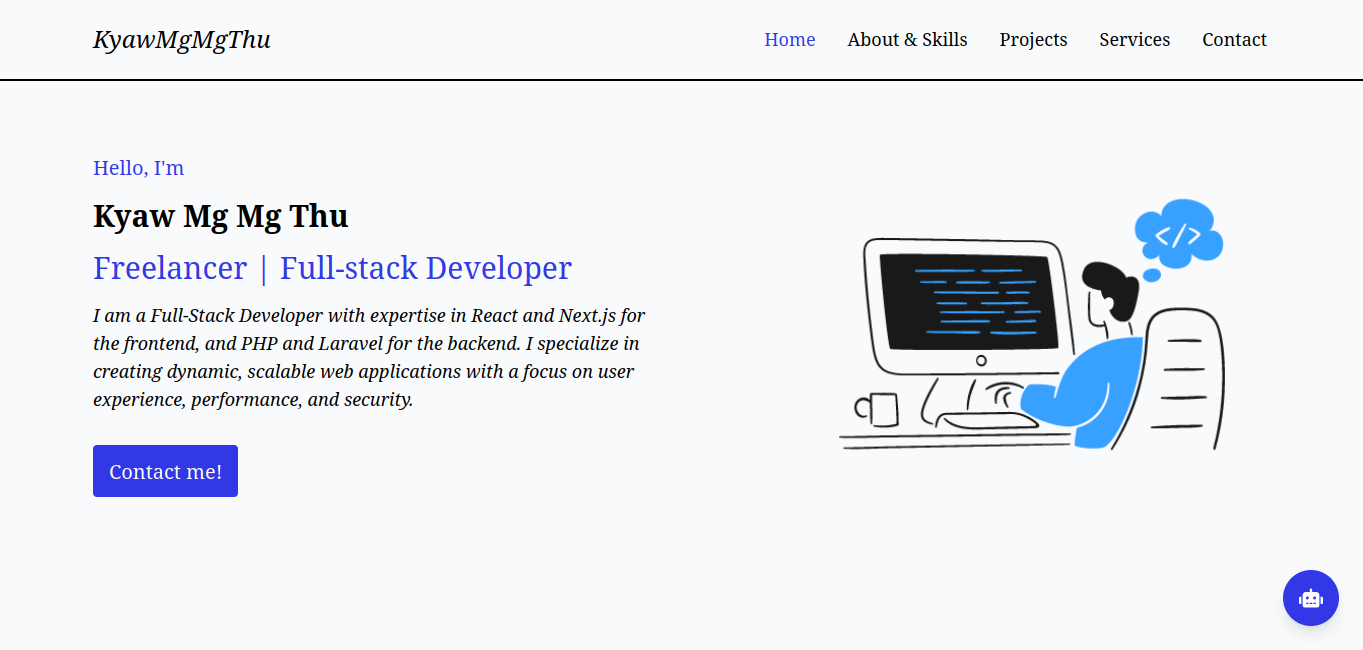 KyawMgMgThu
Home About & Skills Projects Services Contact
Hello, I'm
Kyaw Mg Mg Thu
Freelancer | Full-stack Developer
I am a Full-Stack Developer with expertise in React and Next.js for
the frontend, and PHP and Laravel for the backend. I specialize in
creating dynamic, scalable web applications with a focus on user
experience, performance, and security.
</>
Contact me!